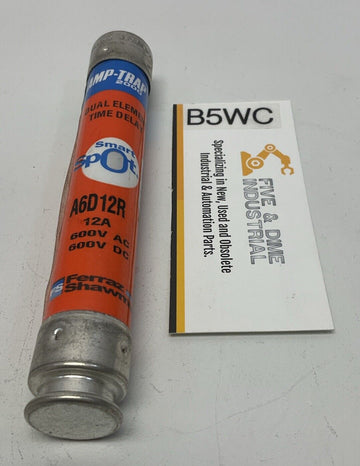 AMP-TRAP
2000
DUAL ELEMENT
TIME DELAY
Smart
Spot
A6D12R
12A
600V AC
600V DC
Ferraz
Shawmut
B5WC
FIVE & DIME
INDUSTRIAL
Specializing in New, Used and Obsolete
Industrial & Automation Parts.